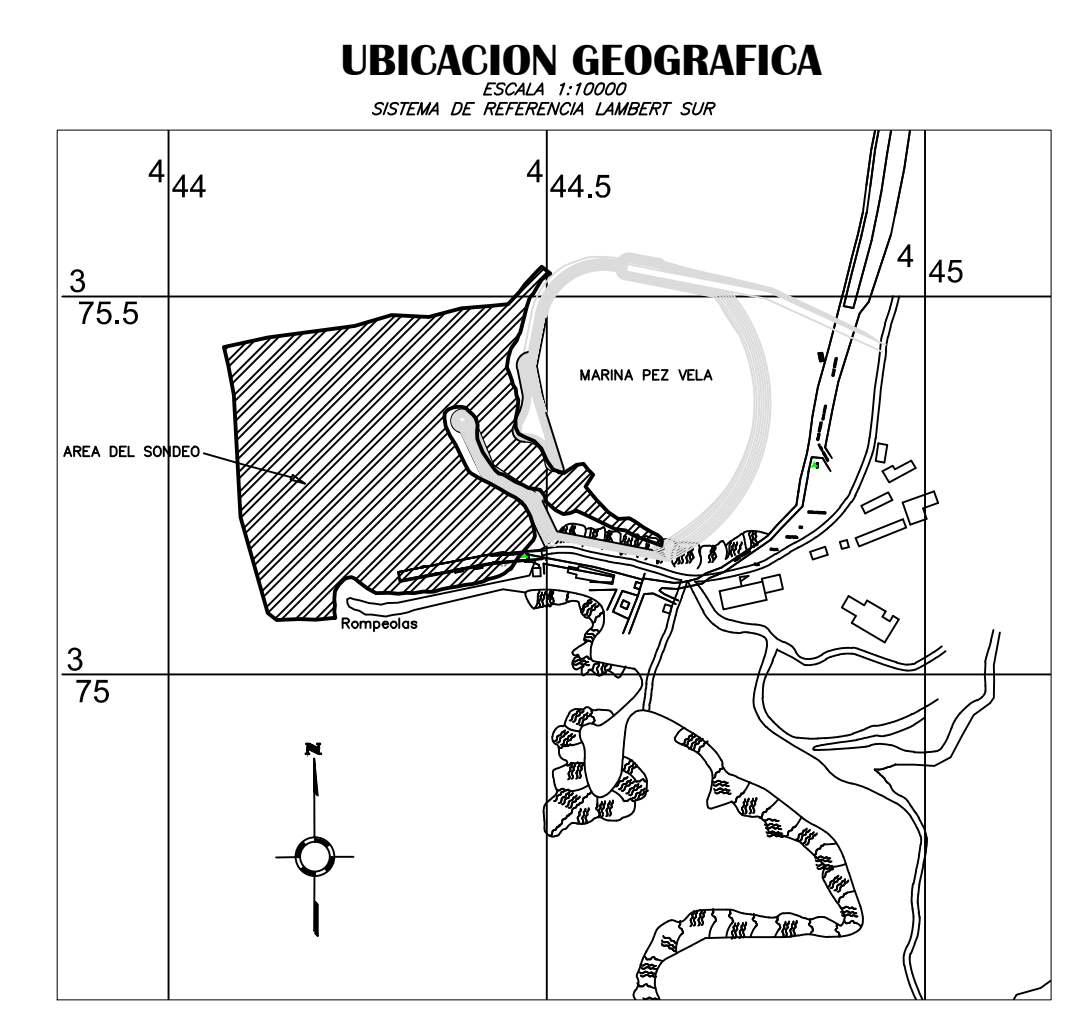 UBICACION GEOGRAFICA
ESCALA 1:10000
SISTEMA DE REFERENCIA LAMBERT SUR
4 44
4 44.5
4 45
3
75.5
MARINA PEZ VELA
AREA DEL SONDEO
Rompeolas
3
75
N